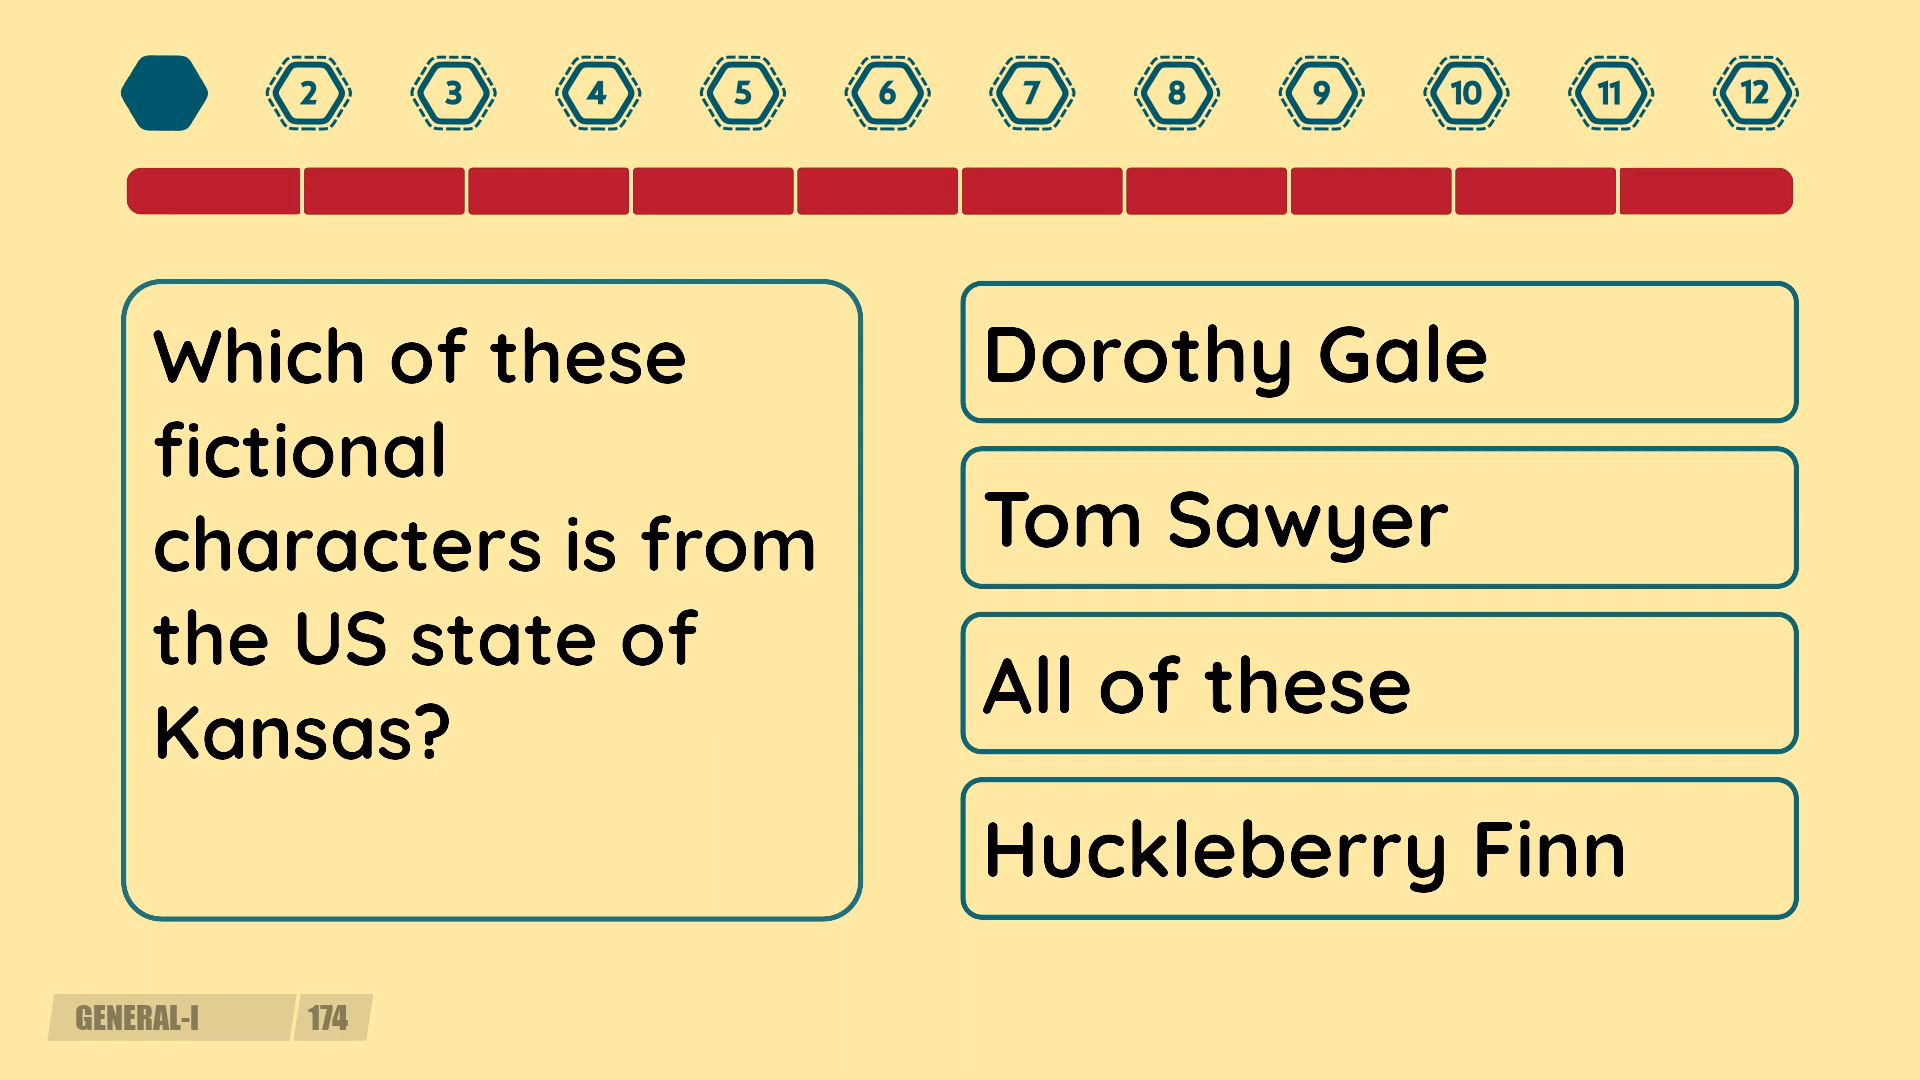 2 3 4 5 6 7 8 9 10 11 12
Which of these
fictional
characters is from
the US state of
Kansas?
Dorothy Gale
Tom Sawyer
All of these
Huckleberry Finn
GENERAL-I 174